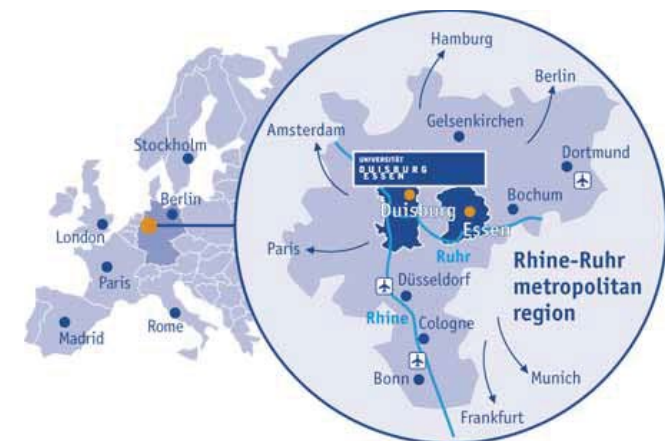 Stockholm
Berlin
London
Paris
Madrid
Rome
Hamburg
Berlin
Amsterdam
Gelsenkirchen
Dortmund
UNIVERSITÄT
DUISBURG
ESSEN
Duisburg
Essen
Bochum
Paris
Ruhr
Rhine-Ruhr
metropolitan
region
Düsseldorf
Rhine
Cologne
Bonn
Munich
Frankfurt